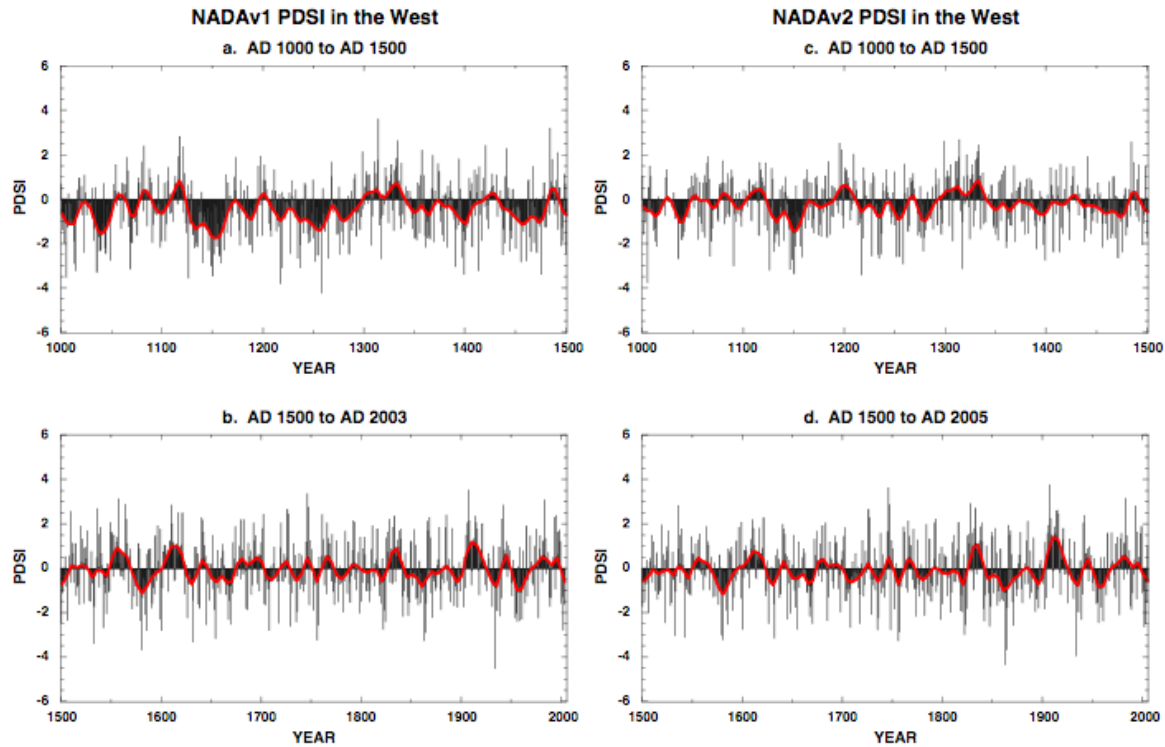 NADAv1 PDSI in the West
a. AD 1000 to AD 1500
6
4
2
0
-2
-4
-6
PDSI
1000 1100 1200 1300 1400 1500
YEAR
b. AD 1500 to AD 2003
6
4
2
0
-2
-4
-6
PDSI
1500 1600 1700 1800 1900 2000
YEAR
NADAv2 PDSI in the West
c. AD 1000 to AD 1500
6
4
2
0
-2
-4
-6
PDSI
1000 1100 1200 1300 1400 1500
YEAR
d. AD 1500 to AD 2005
6
4
2
0
-2
-4
-6
PDSI
1500 1600 1700 1800 1900 2000
YEAR